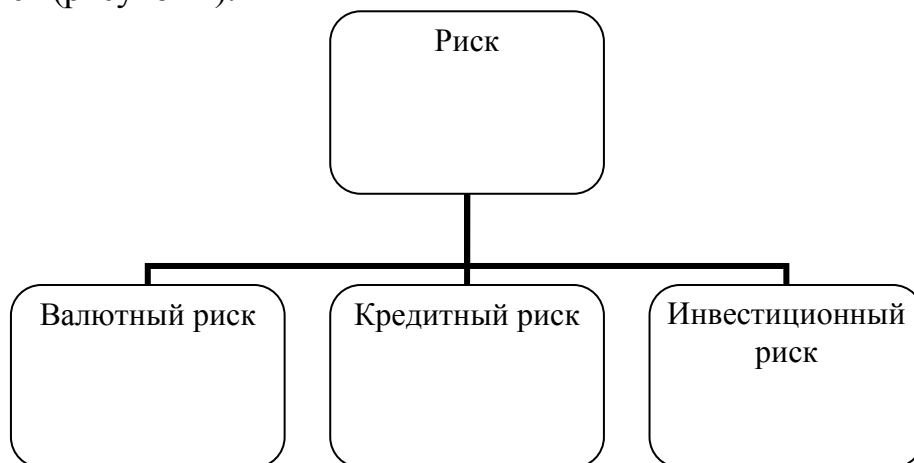 Риск
Валютный риск
Кредитный риск
Инвестиционный
риск